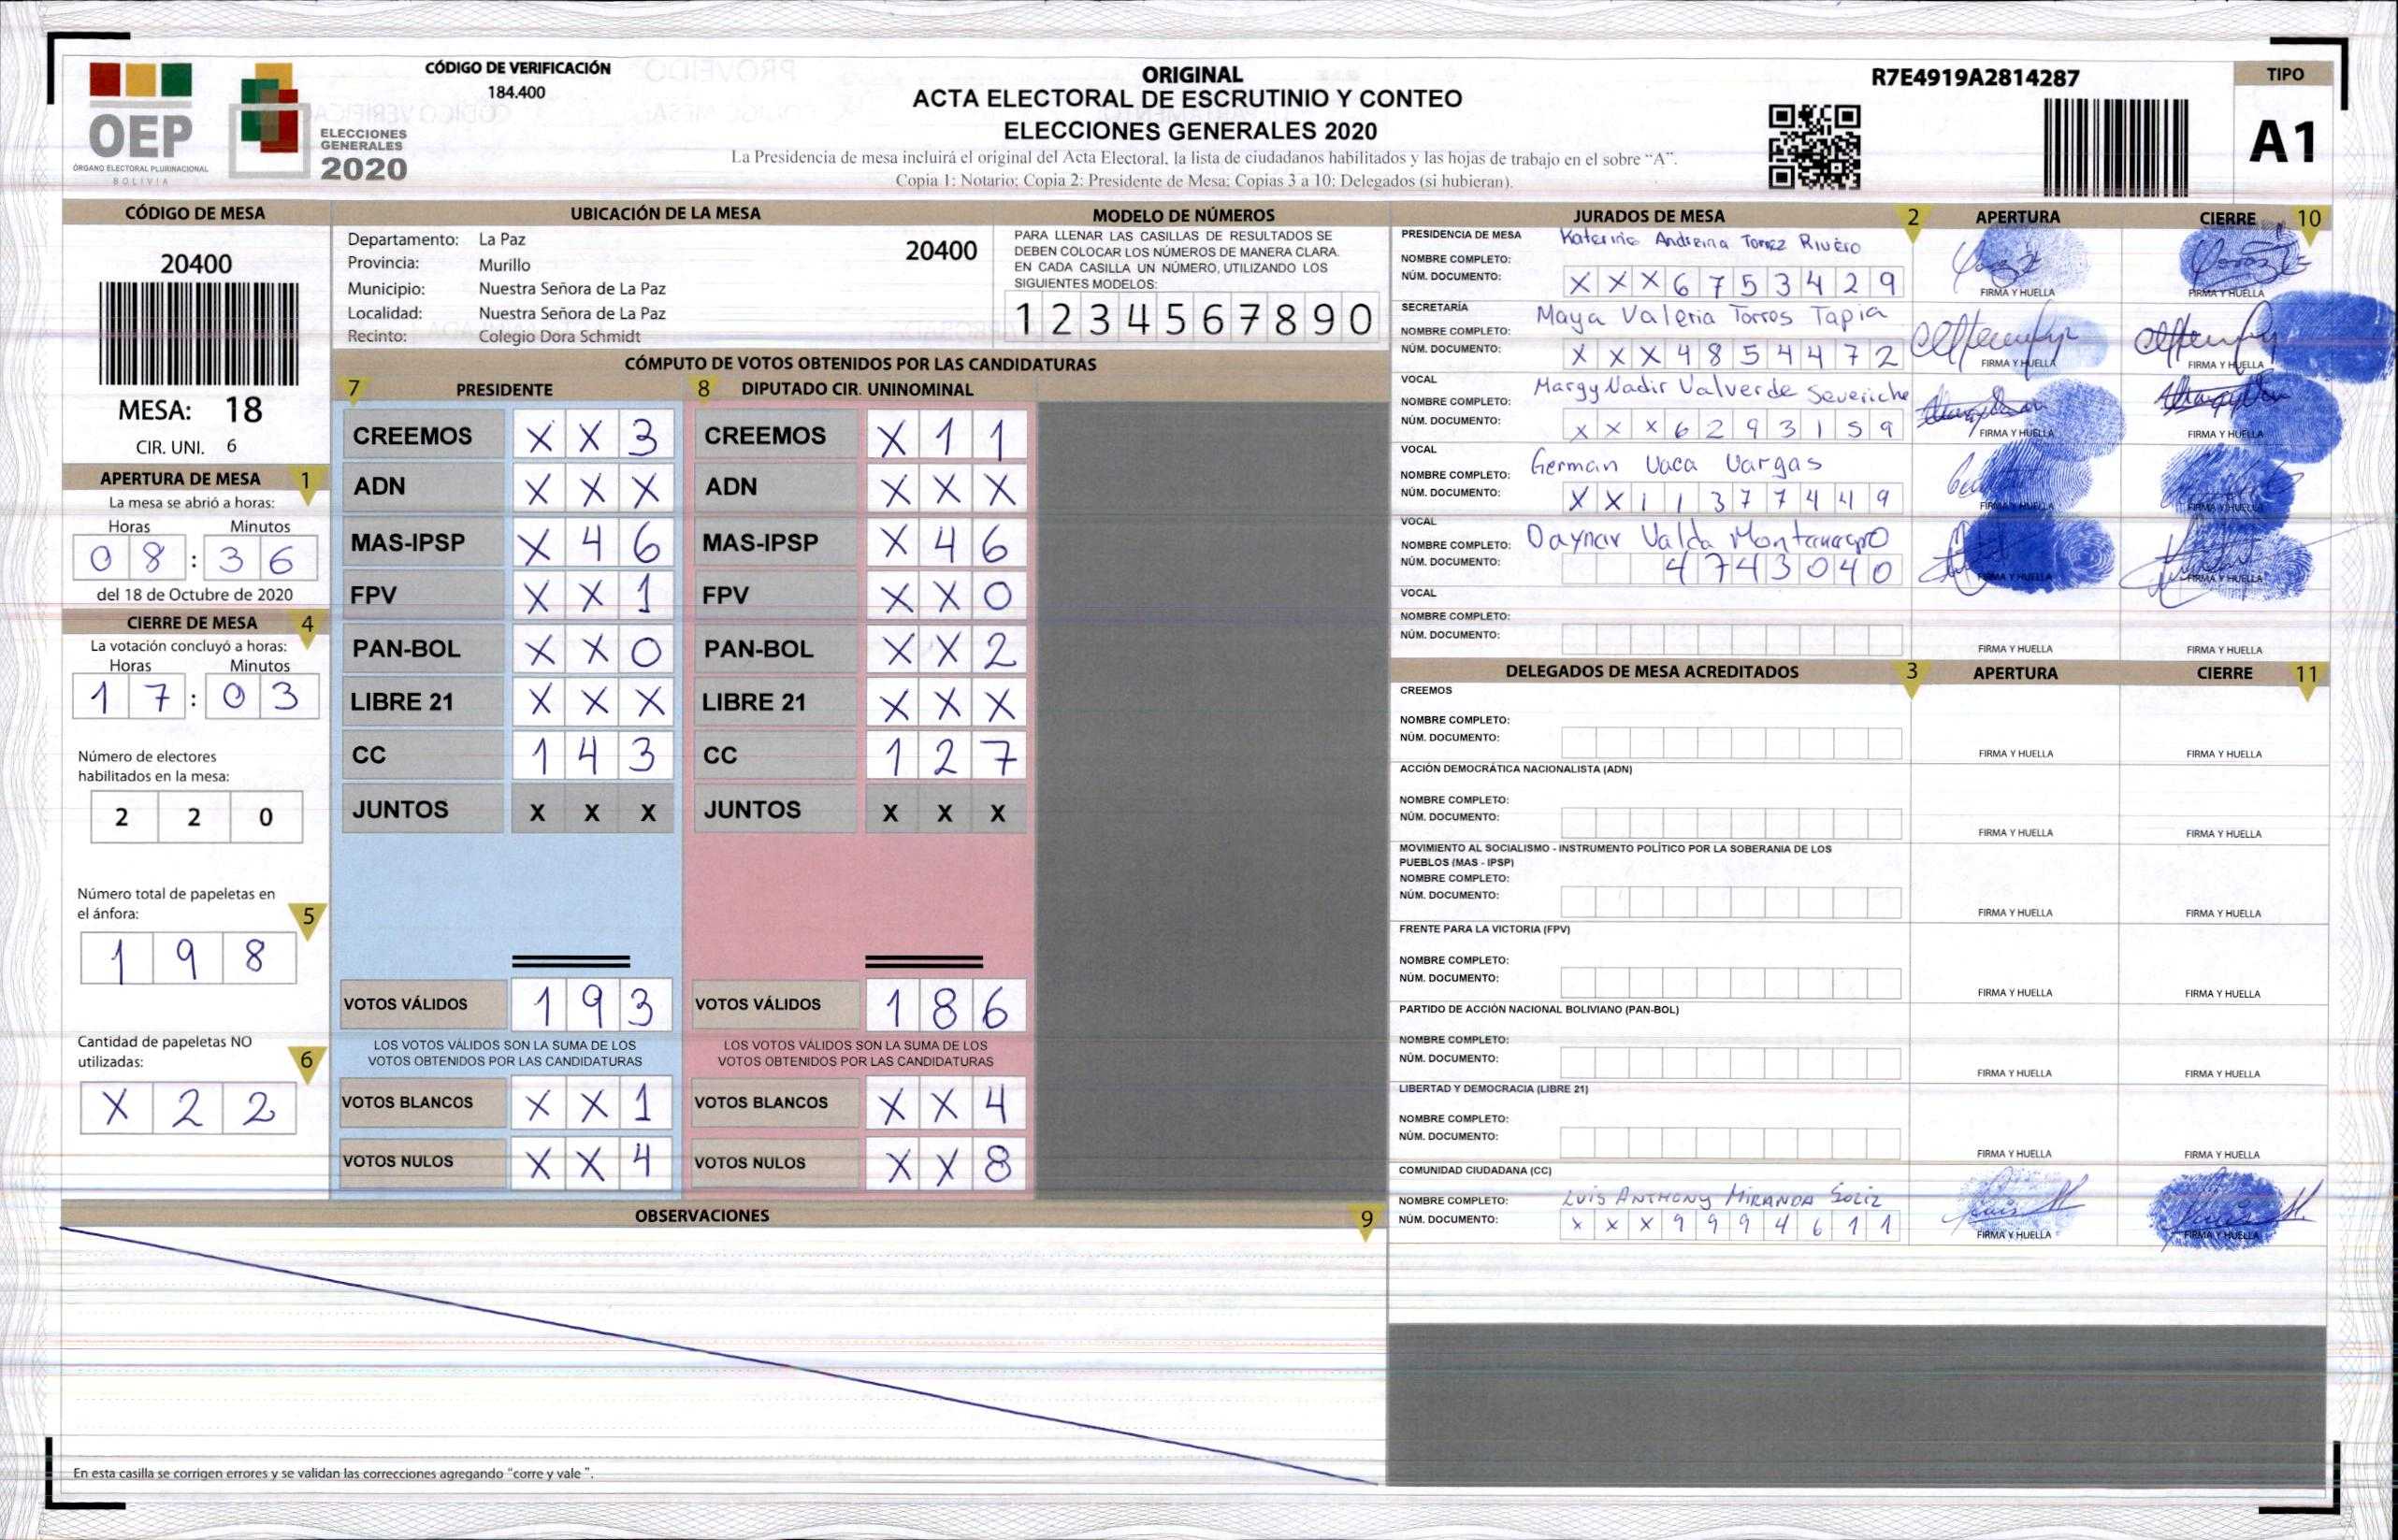 CÓDIGO DE VERIFICACIÓN
184.400
OEP
ÓRGANO ELECTORAL PLURINACIONAL
BOLIVIA
ELECCIONES
GENERALES
2020
ORIGINAL
ACTA ELECTORAL DE ESCRUTINIO Y CONTEO
ELECCIONES GENERALES 2020
La Presidencia de mesa incluirá el original del Acta Electoral, la lista de ciudadanos habilitados y las hojas de trabajo en el sobre “A”.
Copia 1: Notario; Copia 2: Presidente de Mesa; Copias 3 a 10: Delegados (si hubieran).
R7E4919A2814287
TIPO
A1
CÓDIGO DE MESA
20400
MESA: 18
CIR. UNI. 6
APERTURA DE MESA 1
La mesa se abrió a horas:
Horas Minutos
08:36
del 18 de Octubre de 2020
CIERRE DE MESA 4
La votación concluyó a horas:
Horas Minutos
17:03
Número de electores
habilitados en la mesa:
2 2 0
Número total de papeletas en
el ánfora: 5
1 9 8
Cantidad de papeletas NO
utilizadas: 6
X 2 2
UBICACIÓN DE LA MESA
Departamento: La Paz 20400
Provincia: Murillo
Municipio: Nuestra Señora de La Paz
Localidad: Nuestra Señora de La Paz
Recinto: Colegio Dora Schmidt
MODELO DE NÚMEROS
PARA LLENAR LAS CASILLAS DE RESULTADOS SE
DEBEN COLOCAR LOS NÚMEROS DE MANERA CLARA.
EN CADA CASILLA UN NÚMERO, UTILIZANDO LOS
SIGUIENTES MODELOS:
1 2 3 4 5 6 7 8 9 0
CÓMPUTO DE VOTOS OBTENIDOS POR LAS CANDIDATURAS
7 PRESIDENTE 8 DIPUTADO CIR. UNINOMINAL
CREEMOS X X 3 CREEMOS X 1 1
ADN X X X ADN X X X
MAS-IPSP X 4 6 MAS-IPSP X 4 6
FPV X X 1 FPV X X 0
PAN-BOL X X 0 PAN-BOL X X 2
LIBRE 21 X X X LIBRE 21 X X X
CC 1 4 3 CC 1 2 7
JUNTOS X X X JUNTOS X X X
VOTOS VÁLIDOS 1 9 3 VOTOS VÁLIDOS 1 8 6
LOS VOTOS VÁLIDOS SON LA SUMA DE LOS LOS VOTOS VÁLIDOS SON LA SUMA DE LOS
VOTOS OBTENIDOS POR LAS CANDIDATURAS VOTOS OBTENIDOS POR LAS CANDIDATURAS
VOTOS BLANCOS X X 1 VOTOS BLANCOS X X 4
VOTOS NULOS X X 4 VOTOS NULOS X X 8
OBSERVACIONES 9
En esta casilla se corrigen errores y se validan las correcciones agregando “corre y vale ”.
JURADOS DE MESA 2 APERTURA CIERRE 10
PRESIDENCIA DE MESA Katerine Andreina Torrez Rivero
NOMBRE COMPLETO:
NÚM. DOCUMENTO: X X X 6 7 5 3 4 2 9 FIRMA Y HUELLA FIRMA Y HUELLA
SECRETARÍA Maya Valeria Torres Tapia
NOMBRE COMPLETO:
NÚM. DOCUMENTO: X X X 4 8 5 4 4 7 2 FIRMA Y HUELLA FIRMA Y HUELLA
VOCAL Margy Nadir Valverde Severiche
NOMBRE COMPLETO:
NÚM. DOCUMENTO: X X X 6 2 9 3 1 5 9 FIRMA Y HUELLA FIRMA Y HUELLA
VOCAL German Vaca Vargas
NOMBRE COMPLETO:
NÚM. DOCUMENTO: X X 1 1 3 7 7 4 4 9 FIRMA Y HUELLA FIRMA Y HUELLA
VOCAL
NOMBRE COMPLETO: Daynar Valda
NÚM. DOCUMENTO: 4 7 4 3 0 4 0 FIRMA Y HUELLA FIRMA Y HUELLA
VOCAL
NOMBRE COMPLETO:
NÚM. DOCUMENTO: FIRMA Y HUELLA FIRMA Y HUELLA
DELEGADOS DE MESA ACREDITADOS 3 APERTURA CIERRE 11
CREEMOS
NOMBRE COMPLETO:
NÚM. DOCUMENTO: FIRMA Y HUELLA FIRMA Y HUELLA
ACCIÓN DEMOCRÁTICA NACIONALISTA (ADN)
NOMBRE COMPLETO:
NÚM. DOCUMENTO: FIRMA Y HUELLA FIRMA Y HUELLA
MOVIMIENTO AL SOCIALISMO - INSTRUMENTO POLÍTICO POR LA SOBERANIA DE LOS
PUEBLOS (MAS - IPSP)
NOMBRE COMPLETO:
NÚM. DOCUMENTO: FIRMA Y HUELLA FIRMA Y HUELLA
FRENTE PARA LA VICTORIA (FPV)
NOMBRE COMPLETO:
NÚM. DOCUMENTO: FIRMA Y HUELLA FIRMA Y HUELLA
PARTIDO DE ACCIÓN NACIONAL BOLIVIANO (PAN-BOL)
NOMBRE COMPLETO:
NÚM. DOCUMENTO: FIRMA Y HUELLA FIRMA Y HUELLA
LIBERTAD Y DEMOCRACIA (LIBRE 21)
NOMBRE COMPLETO:
NÚM. DOCUMENTO: FIRMA Y HUELLA FIRMA Y HUELLA
COMUNIDAD CIUDADANA (CC)
NOMBRE COMPLETO: LUIS ANTHONY MIRANDA SOLIZ
NÚM. DOCUMENTO: X X X 9 9 9 4 6 1 1 FIRMA Y HUELLA FIRMA Y HUELLA